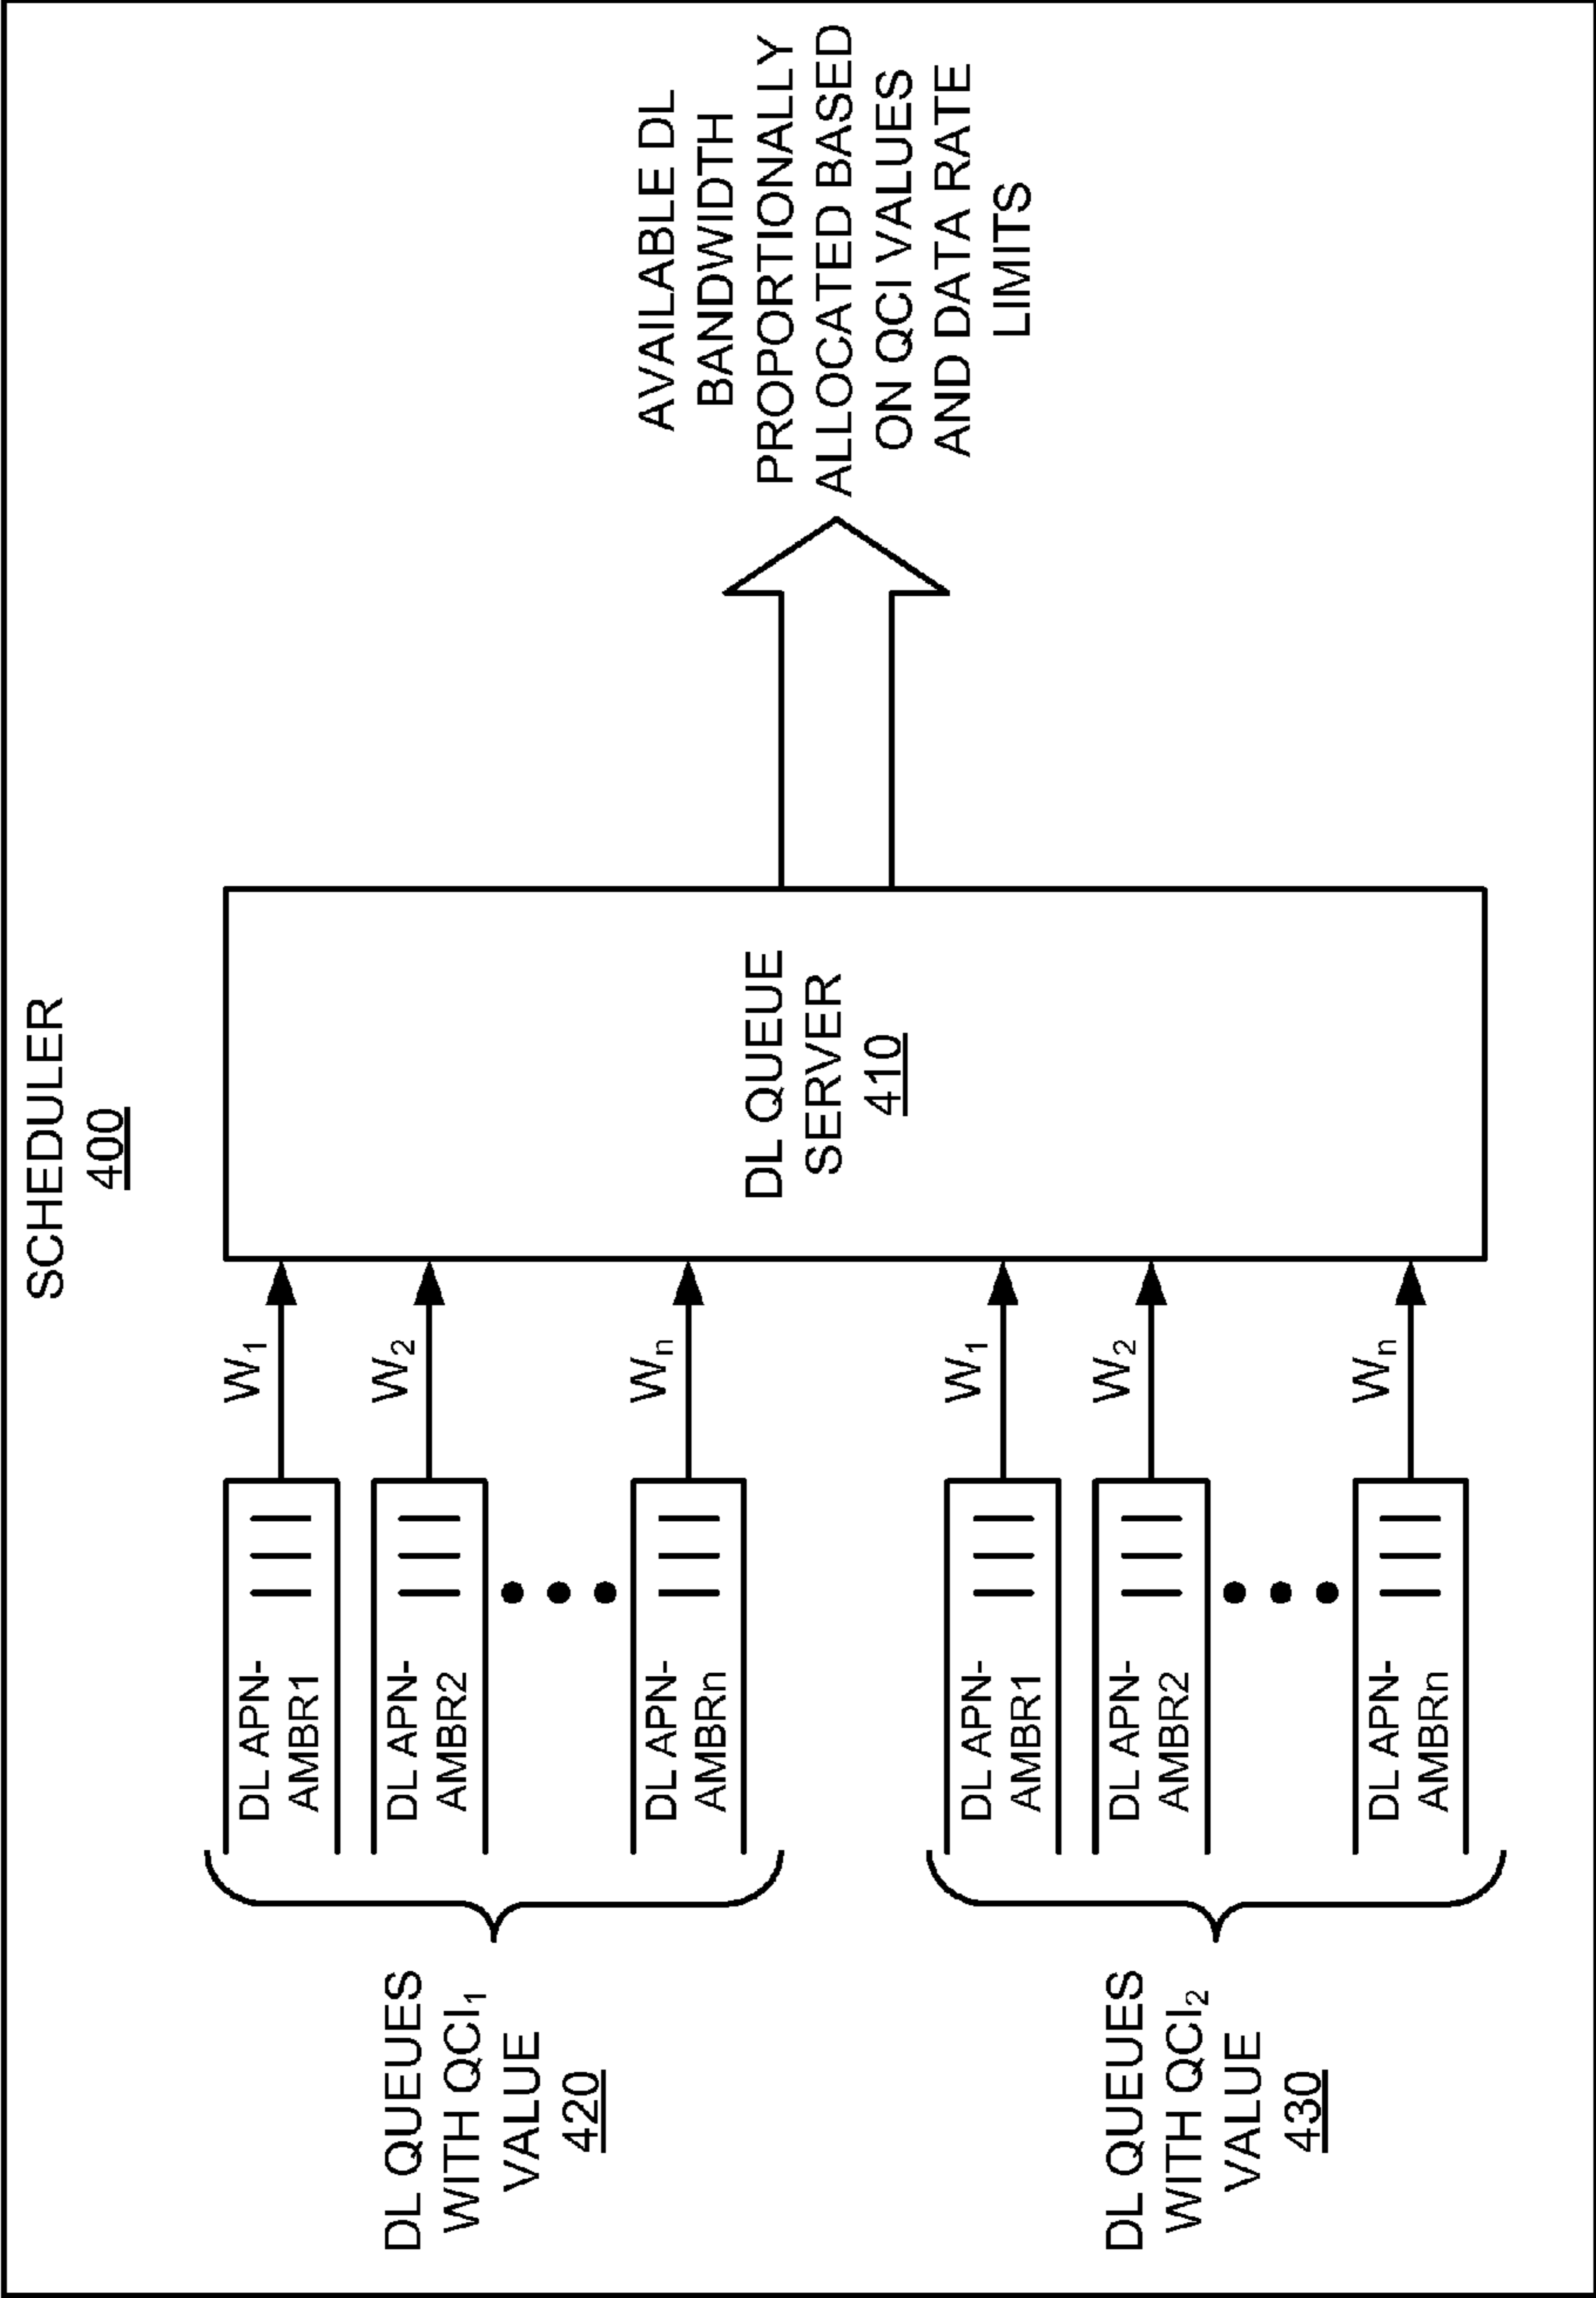 SCHEDULER
400
DL QUEUES
WITH QCI₁
VALUE
420
DL APN-
AMBR1
W₁
DL APN-
AMBR2
W₂
DL APN-
AMBRn
Wₙ
DL QUEUES
WITH QCI₂
VALUE
430
DL APN-
AMBR1
W₁
DL APN-
AMBR2
W₂
DL APN-
AMBRn
Wₙ
DL QUEUE
SERVER
410
AVAILABLE DL
BANDWIDTH
PROPORTIONALLY
ALLOCATED BASED
ON QCI VALUES
AND DATA RATE
LIMITS